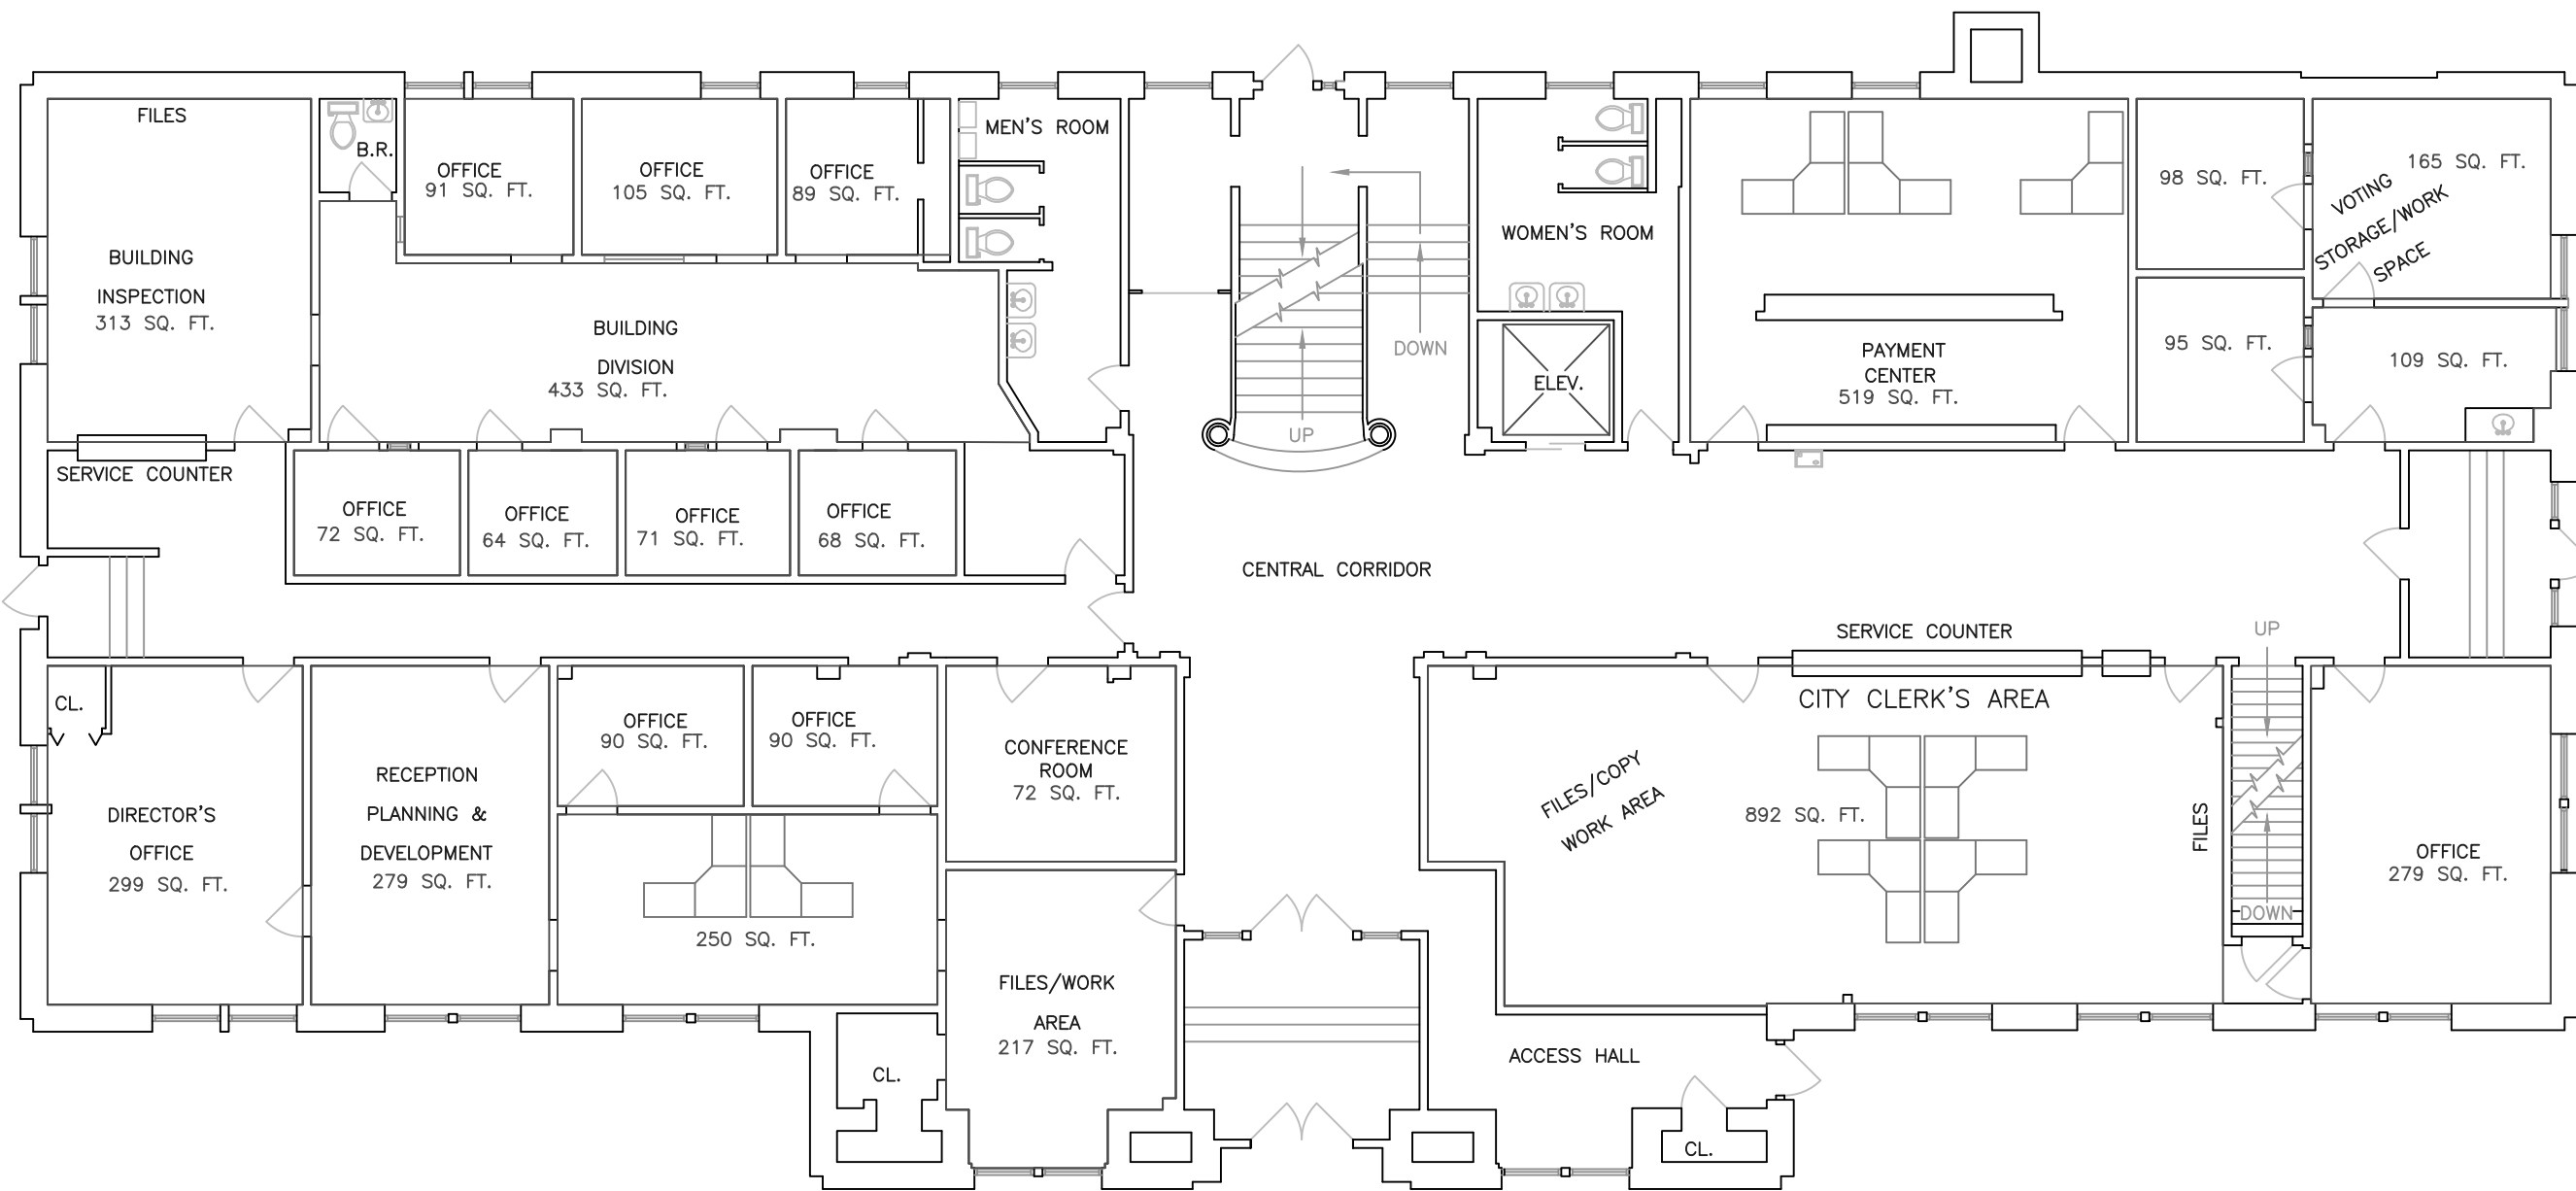 FILES
B.R.
OFFICE
91 SQ. FT.
OFFICE
105 SQ. FT.
OFFICE
89 SQ. FT.
MEN'S ROOM
BUILDING
INSPECTION
313 SQ. FT.
BUILDING
DIVISION
433 SQ. FT.
SERVICE COUNTER
OFFICE
72 SQ. FT.
OFFICE
64 SQ. FT.
OFFICE
71 SQ. FT.
OFFICE
68 SQ. FT.
UP
DOWN
WOMEN'S ROOM
ELEV.
PAYMENT
CENTER
519 SQ. FT.
98 SQ. FT.
95 SQ. FT.
165 SQ. FT.
VOTING
STORAGE/WORK
SPACE
109 SQ. FT.
CENTRAL CORRIDOR
SERVICE COUNTER
UP
CL.
DIRECTOR'S
OFFICE
299 SQ. FT.
RECEPTION
PLANNING &
DEVELOPMENT
279 SQ. FT.
OFFICE
90 SQ. FT.
OFFICE
90 SQ. FT.
250 SQ. FT.
CONFERENCE
ROOM
72 SQ. FT.
FILES/WORK
AREA
217 SQ. FT.
CL.
CITY CLERK'S AREA
FILES/COPY
WORK AREA
892 SQ. FT.
FILES
DOWN
OFFICE
279 SQ. FT.
ACCESS HALL
CL.